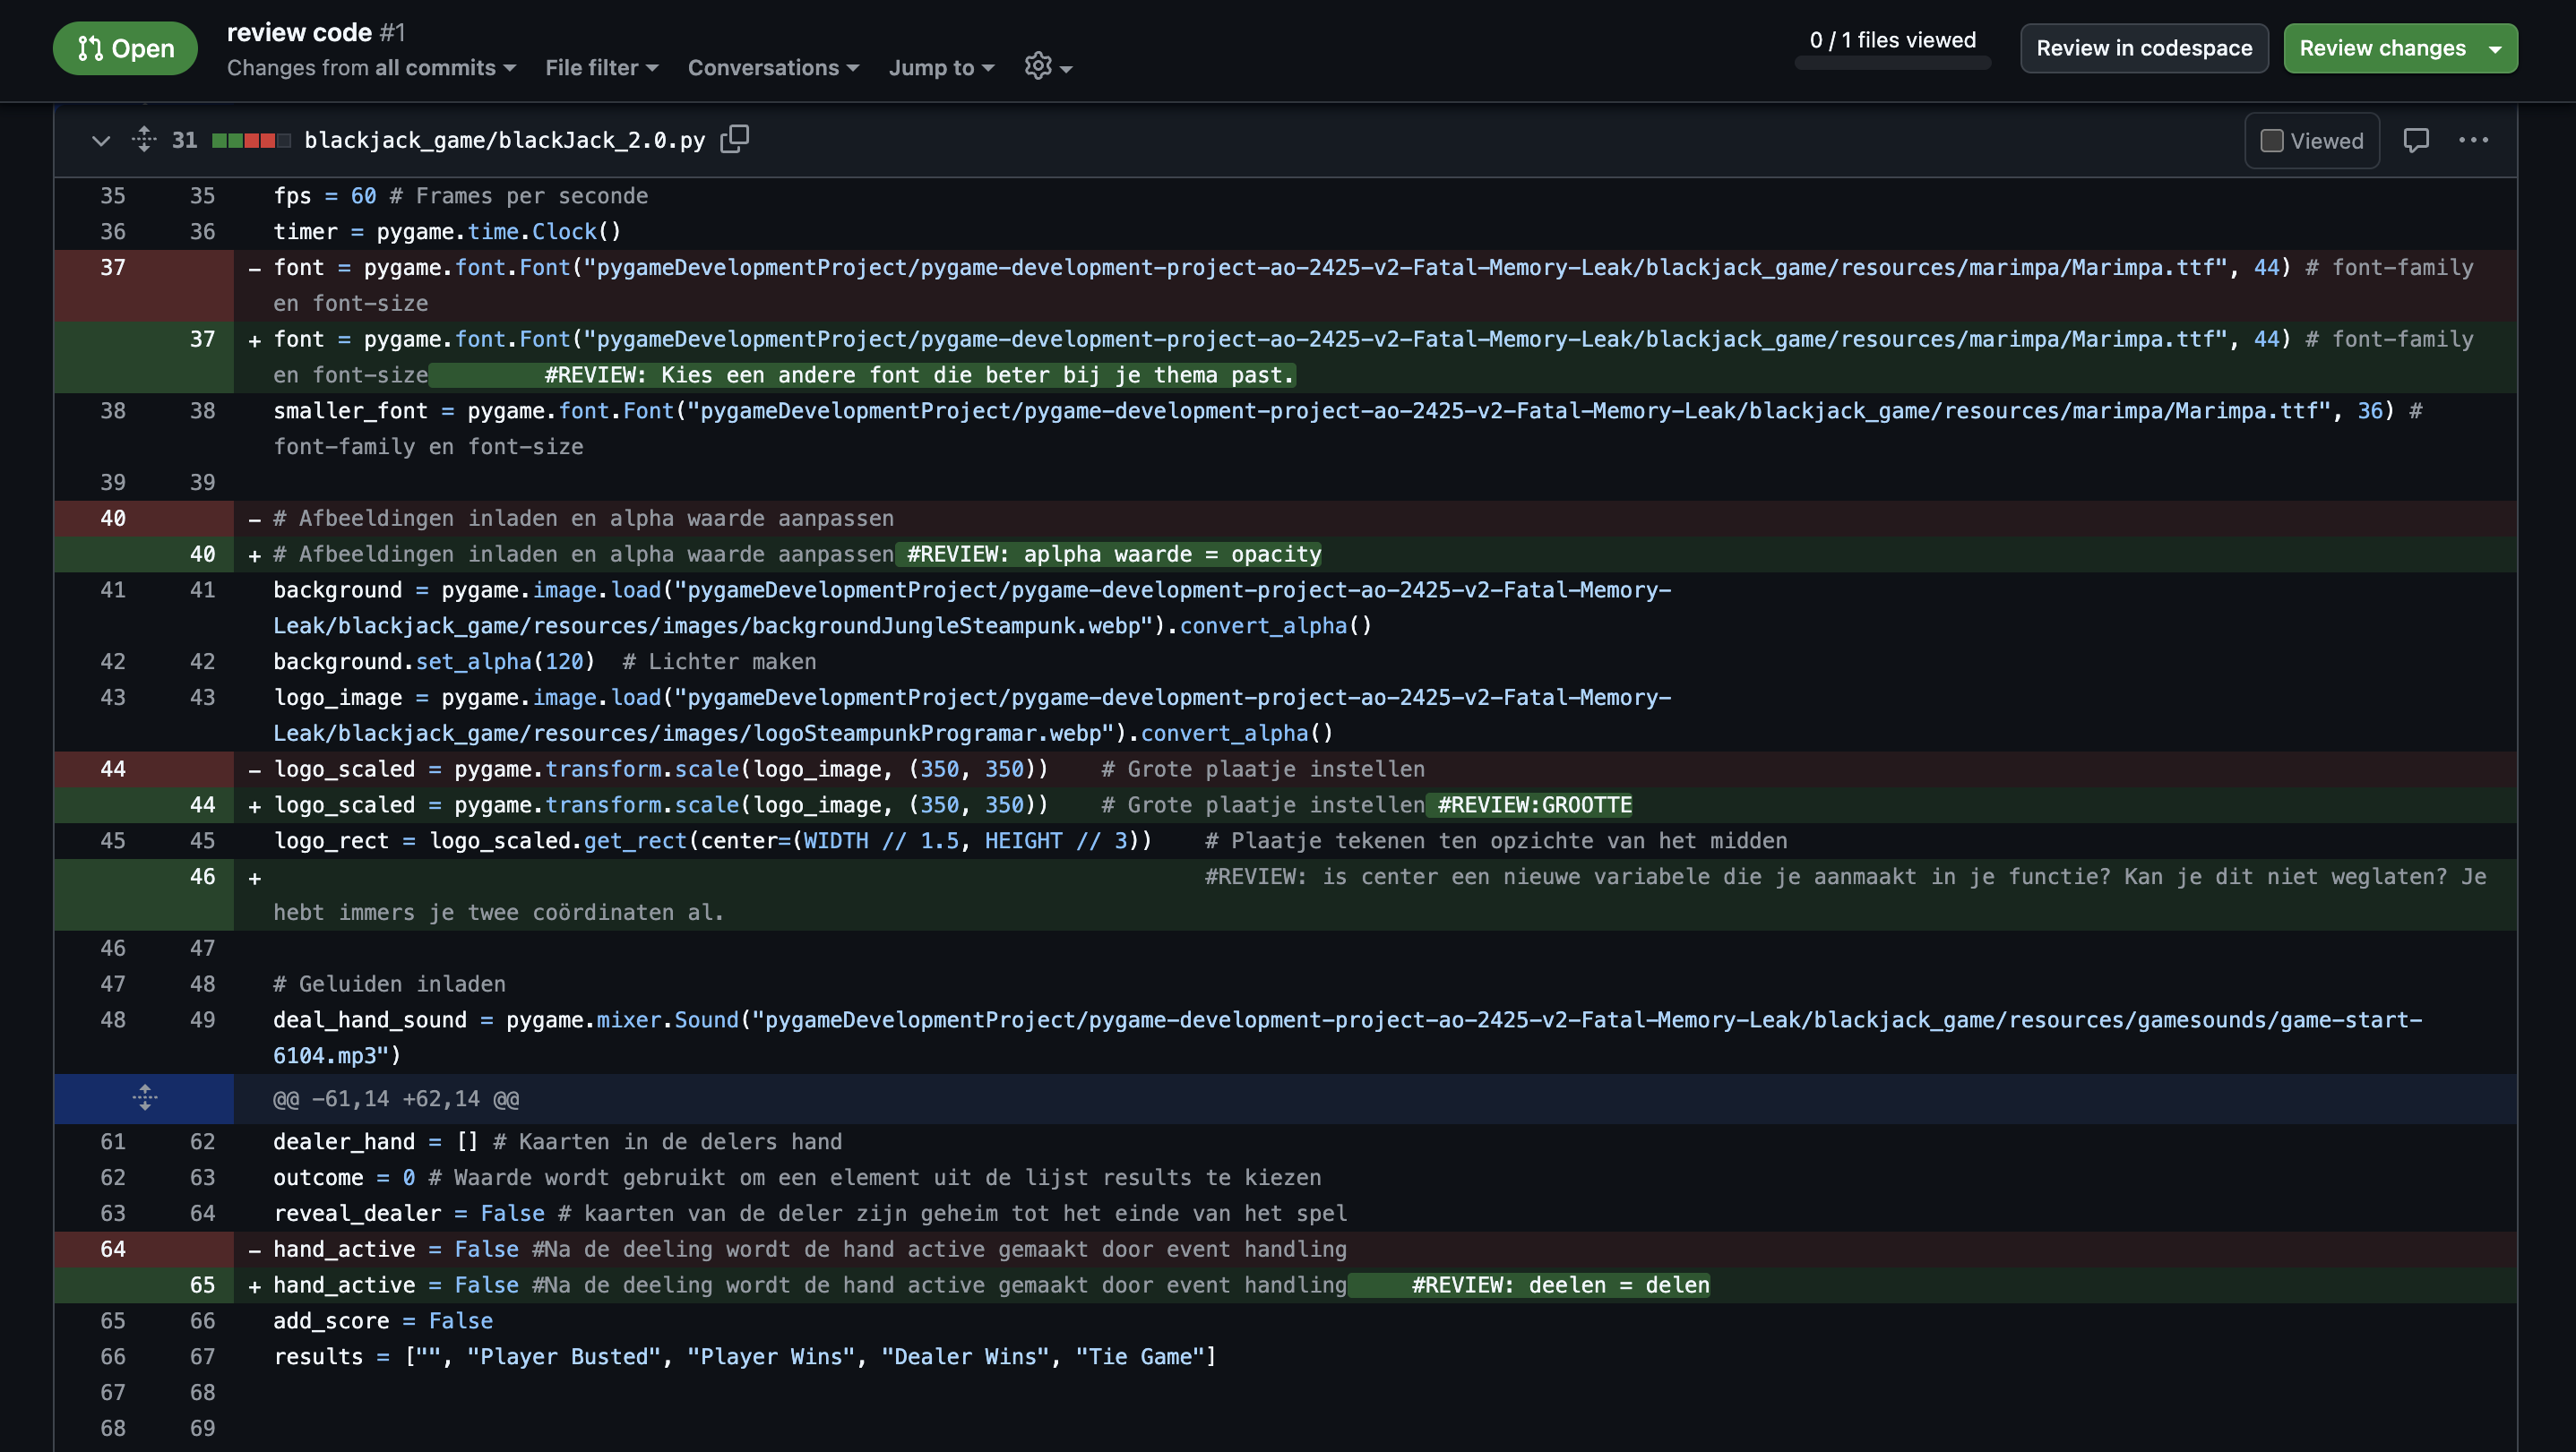 Open
review code #1
0 / 1 files viewed
Review in codespace
Review changes
Changes from all commits
File filter
Conversations
Jump to
31
blackjack_game/blackJack_2.0.py
Viewed
35 35 fps = 60 # Frames per seconde
36 36 timer = pygame.time.Clock()
37 - font = pygame.font.Font("pygameDevelopmentProject/pygame-development-project-ao-2425-v2-Fatal-Memory-Leak/blackjack_game/resources/marimpa/Marimpa.ttf", 44) # font-family
en font-size
37 + font = pygame.font.Font("pygameDevelopmentProject/pygame-development-project-ao-2425-v2-Fatal-Memory-Leak/blackjack_game/resources/marimpa/Marimpa.ttf", 44) # font-family
en font-size #REVIEW: Kies een andere font die beter bij je thema past.
38 38 smaller_font = pygame.font.Font("pygameDevelopmentProject/pygame-development-project-ao-2425-v2-Fatal-Memory-Leak/blackjack_game/resources/marimpa/Marimpa.ttf", 36) #
font-family en font-size
39 39
40 - # Afbeeldingen inladen en alpha waarde aanpassen
40 + # Afbeeldingen inladen en alpha waarde aanpassen #REVIEW: aplpha waarde = opacity
41 41 background = pygame.image.load("pygameDevelopmentProject/pygame-development-project-ao-2425-v2-Fatal-Memory-
Leak/blackjack_game/resources/images/backgroundJungleSteampunk.webp").convert_alpha()
42 42 background.set_alpha(120)  # Lichter maken
43 43 logo_image = pygame.image.load("pygameDevelopmentProject/pygame-development-project-ao-2425-v2-Fatal-Memory-
Leak/blackjack_game/resources/images/logoSteampunkProgramar.webp").convert_alpha()
44 - logo_scaled = pygame.transform.scale(logo_image, (350, 350))    # Grote plaatje instellen
44 + logo_scaled = pygame.transform.scale(logo_image, (350, 350))    # Grote plaatje instellen #REVIEW:GROOTTE
45 45 logo_rect = logo_scaled.get_rect(center=(WIDTH // 1.5, HEIGHT // 3))    # Plaatje tekenen ten opzichte van het midden
46 + #REVIEW: is center een nieuwe variabele die je aanmaakt in je functie? Kan je dit niet weglaten? Je
hebt immers je twee coördinaten al.
46 47
47 48 # Geluiden inladen
48 49 deal_hand_sound = pygame.mixer.Sound("pygameDevelopmentProject/pygame-development-project-ao-2425-v2-Fatal-Memory-Leak/blackjack_game/resources/gamesounds/game-start-
6104.mp3")
@@ -61,14 +62,14 @@
61 62 dealer_hand = [] # Kaarten in de delers hand
62 63 outcome = 0 # Waarde wordt gebruikt om een element uit de lijst results te kiezen
63 64 reveal_dealer = False # kaarten van de deler zijn geheim tot het einde van het spel
64 - hand_active = False #Na de deeling wordt de hand active gemaakt door event handling
65 + hand_active = False #Na de deeling wordt de hand active gemaakt door event handling     #REVIEW: deelen = delen
65 66 add_score = False
66 67 results = ["", "Player Busted", "Player Wins", "Dealer Wins", "Tie Game"]
67 68
68 69